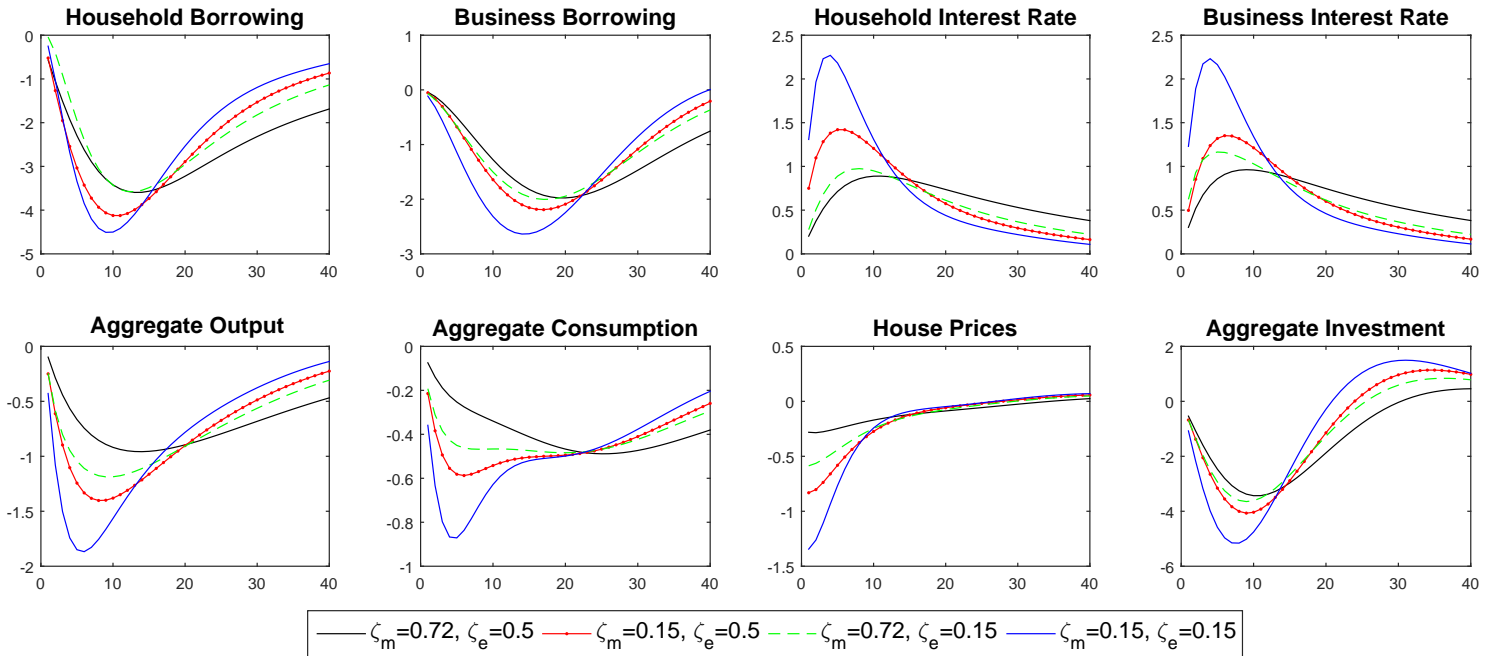 Household Borrowing
0
-1
-2
-3
-4
-5
0 10 20 30 40
Business Borrowing
1
0
-1
-2
-3
0 10 20 30 40
Household Interest Rate
2.5
2
1.5
1
0.5
0
0 10 20 30 40
Business Interest Rate
2.5
2
1.5
1
0.5
0
0 10 20 30 40
Aggregate Output
0
-0.5
-1
-1.5
-2
0 10 20 30 40
Aggregate Consumption
0
-0.2
-0.4
-0.6
-0.8
-1
0 10 20 30 40
House Prices
0.5
0
-0.5
-1
-1.5
0 10 20 30 40
Aggregate Investment
2
0
-2
-4
-6
0 10 20 30 40
ζm=0.72, ζe=0.5 ζm=0.15, ζe=0.5 ζm=0.72, ζe=0.15 ζm=0.15, ζe=0.15